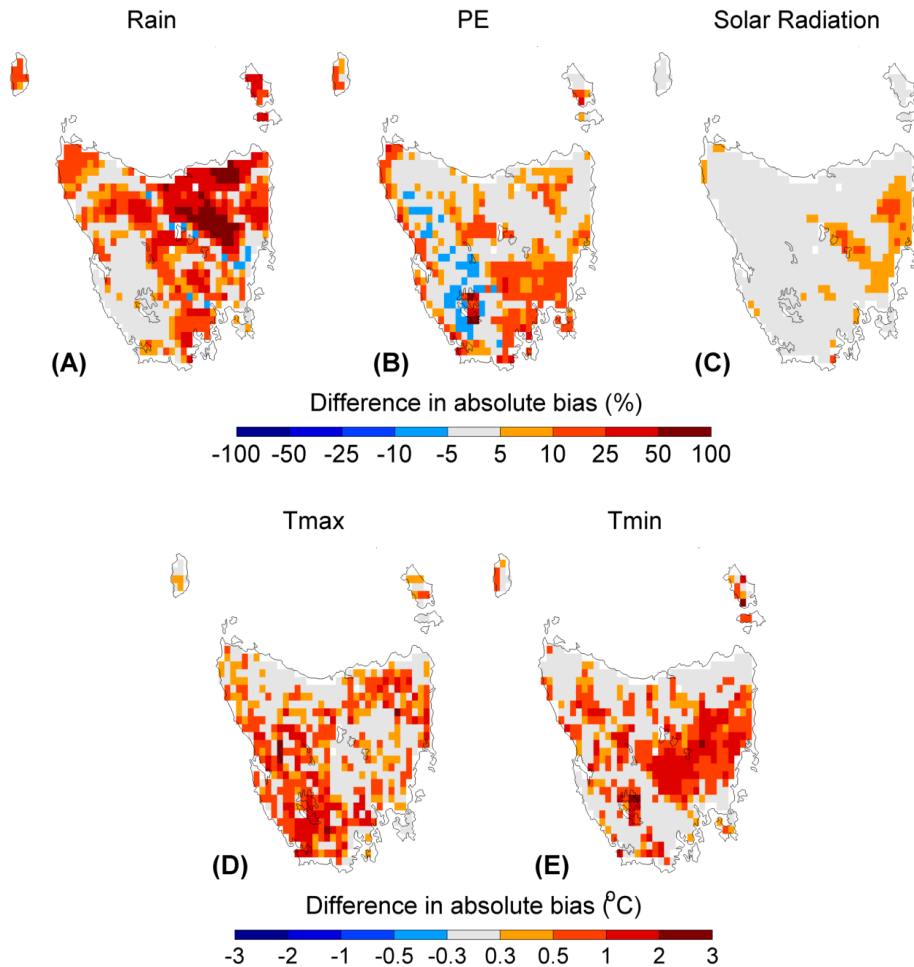 Rain PE Solar Radiation
(A) (B) (C)
Difference in absolute bias (%)
-100 -50 -25 -10 -5 5 10 25 50 100
Tmax Tmin
(D) (E)
Difference in absolute bias (°C)
-3 -2 -1 -0.5 -0.3 0.3 0.5 1 2 3